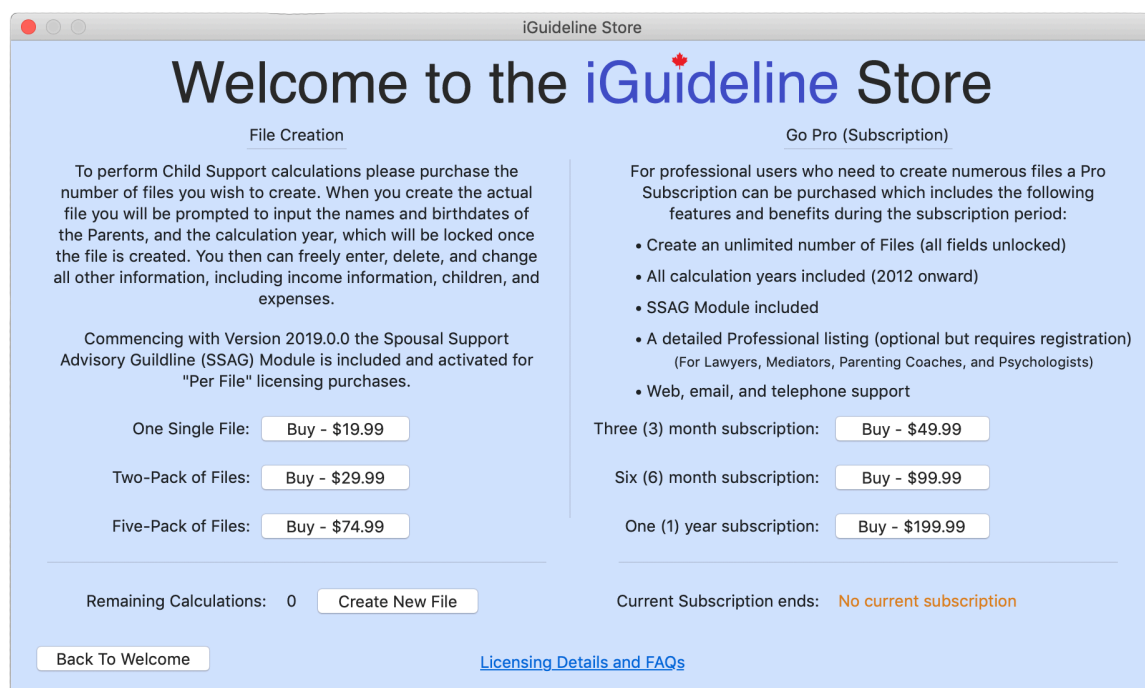 iGuideline Store
Welcome to the iGuideline Store
File Creation
To perform Child Support calculations please purchase the
number of files you wish to create. When you create the actual
file you will be prompted to input the names and birthdates of
the Parents, and the calculation year, which will be locked once
the file is created. You then can freely enter, delete, and change
all other information, including income information, children, and
expenses.
Commencing with Version 2019.0.0 the Spousal Support
Advisory Guildline (SSAG) Module is included and activated for
"Per File" licensing purchases.
One Single File: Buy - $19.99
Two-Pack of Files: Buy - $29.99
Five-Pack of Files: Buy - $74.99
Remaining Calculations: 0 Create New File
Go Pro (Subscription)
For professional users who need to create numerous files a Pro
Subscription can be purchased which includes the following
features and benefits during the subscription period:
• Create an unlimited number of Files (all fields unlocked)
• All calculation years included (2012 onward)
• SSAG Module included
• A detailed Professional listing (optional but requires registration)
(For Lawyers, Mediators, Parenting Coaches, and Psychologists)
• Web, email, and telephone support
Three (3) month subscription: Buy - $49.99
Six (6) month subscription: Buy - $99.99
One (1) year subscription: Buy - $199.99
Current Subscription ends: No current subscription
Back To Welcome
Licensing Details and FAQs